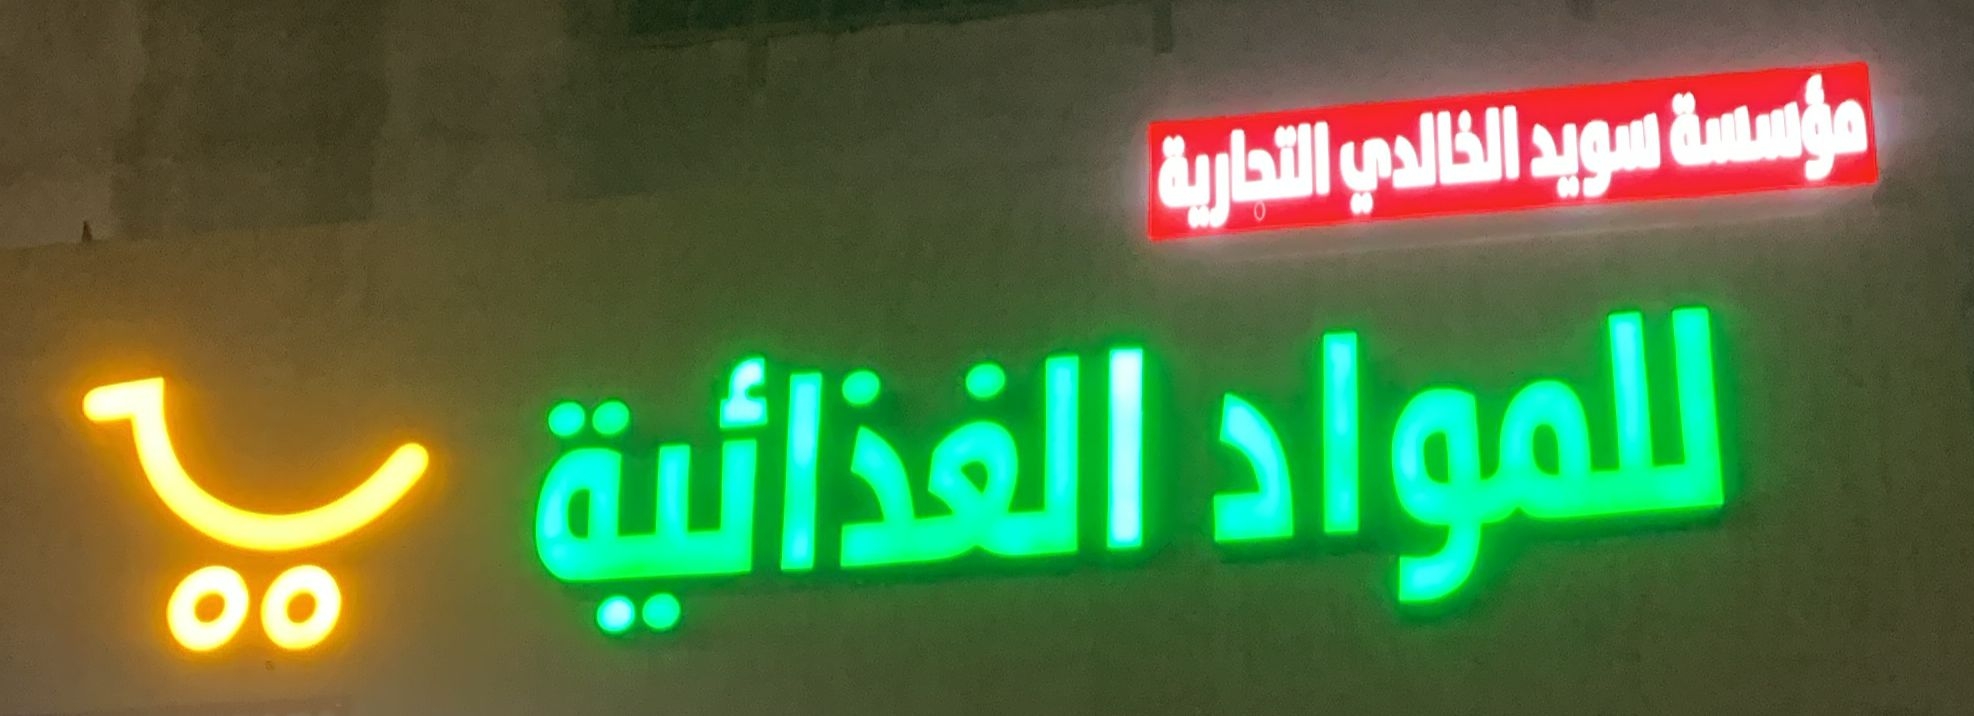 مؤسسة سويد الخالدي التجارية
للمواد الغذائية